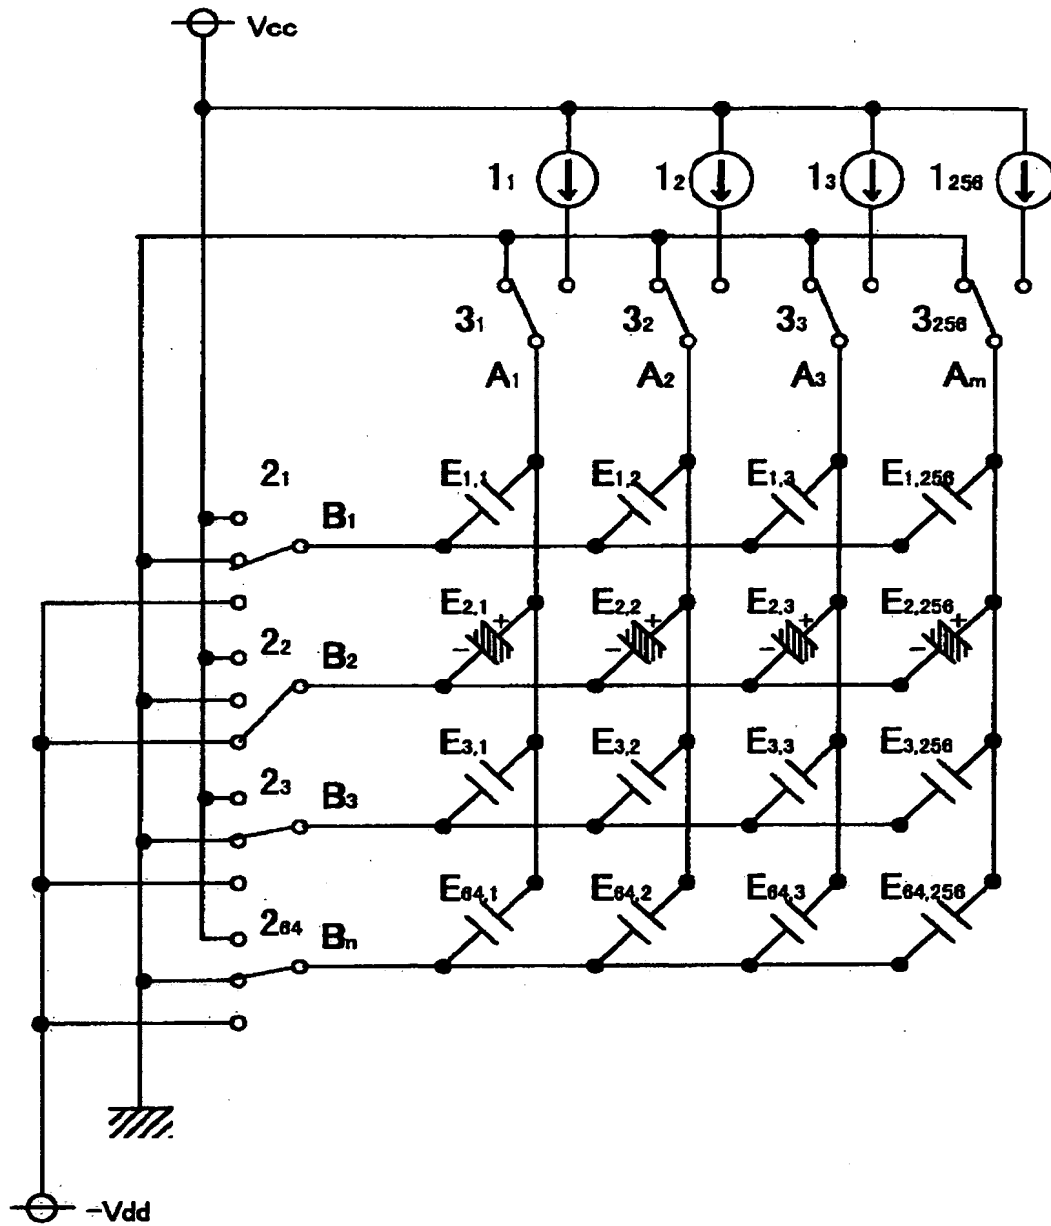 Vcc
1₁ 1₂ 1₃ 1₂₅₆
3₁ 3₂ 3₃ 3₂₅₆
A₁ A₂ A₃ Aₘ
2₁ E₁,₁ E₁,₂ E₁,₃ E₁,₂₅₆
B₁
E₂,₁ E₂,₂ E₂,₃ E₂,₂₅₆
+ + + +
2₂ B₂ - - - -
E₃,₁ E₃,₂ E₃,₃ E₃,₂₅₆
2₃ B₃
E₆₄,₁ E₆₄,₂ E₆₄,₃ E₆₄,₂₅₆
2₆₄ Bₙ
-Vdd